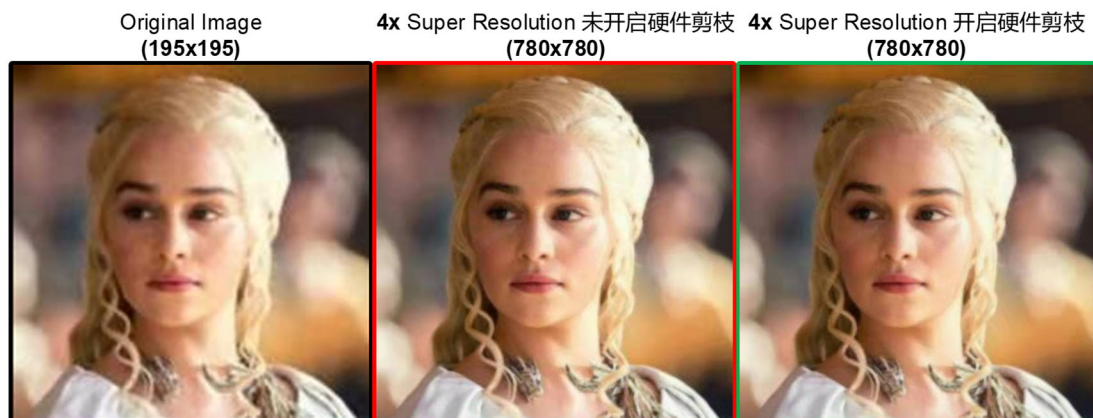 Original Image
(195x195)
4x Super Resolution 未开启硬件剪枝
(780x780)
4x Super Resolution 开启硬件剪枝
(780x780)